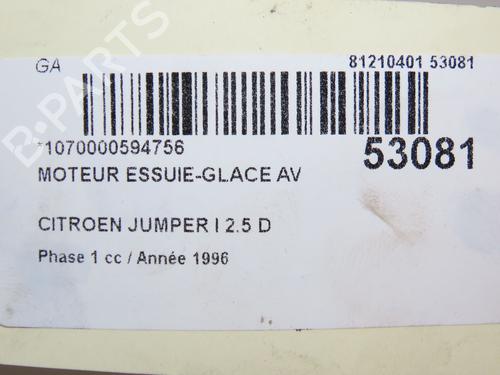 GA 81210401 53081
*1070000594756 53081
MOTEUR ESSUIE-GLACE AV
CITROEN JUMPER I 2.5 D
Phase 1 cc / Année 1996
B-PARTS